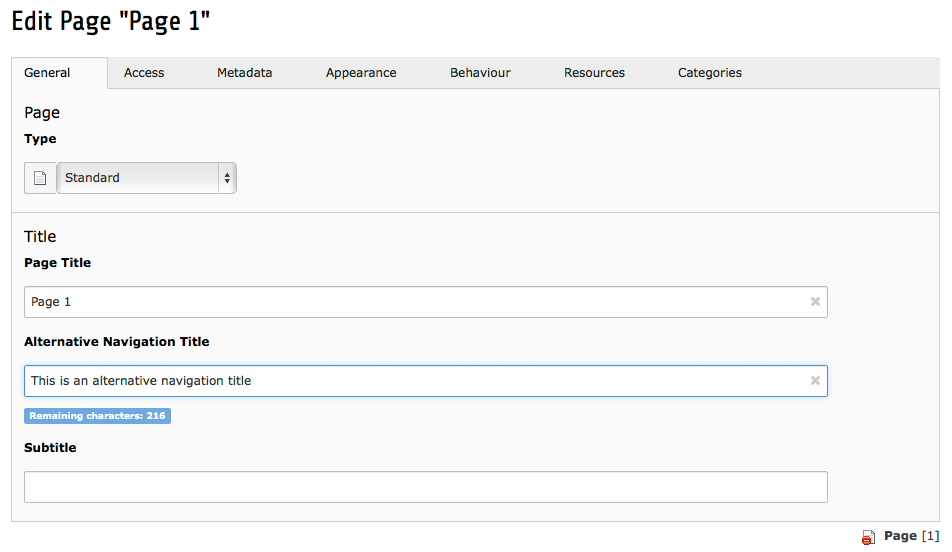 Edit Page "Page 1"
General Access Metadata Appearance Behaviour Resources Categories
Page
Type
Standard
Title
Page Title
Page 1
Alternative Navigation Title
This is an alternative navigation title
Remaining characters: 216
Subtitle
Page [1]